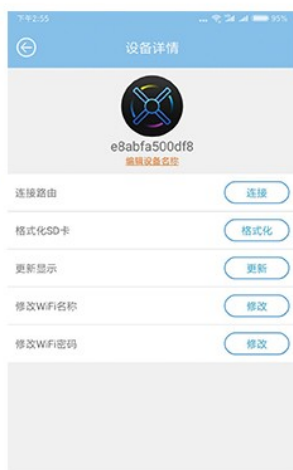 下午2:55
... 95%
设备详情
e8abfa500df8
编辑设备名称
连接路由
连接
格式化SD卡
格式化
更新显示
更新
修改WiFi名称
修改
修改WiFi密码
修改